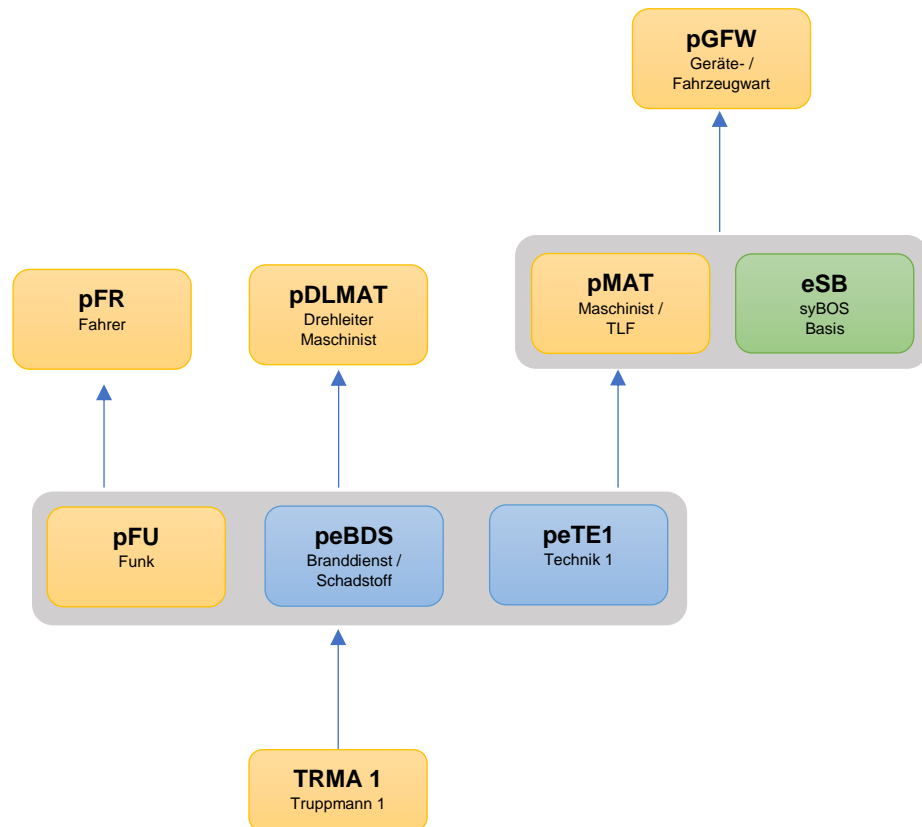 pGFW
Geräte- /
Fahrzeugwart
pFR
Fahrer
pDLMAT
Drehleiter
Maschinist
pMAT
Maschinist /
TLF
eSB
syBOS
Basis
pFU
Funk
peBDS
Branddienst /
Schadstoff
peTE1
Technik 1
TRMA 1
Truppmann 1